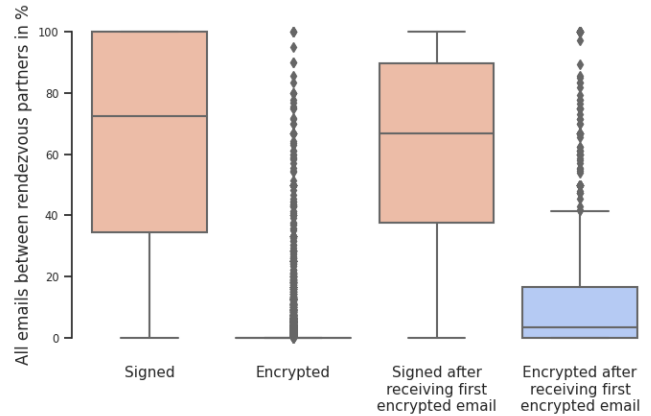 All emails between rendezvous partners in %
100
80
60
40
20
0
Signed
Encrypted
Signed after
receiving first
encrypted email
Encrypted after
receiving first
encrypted email